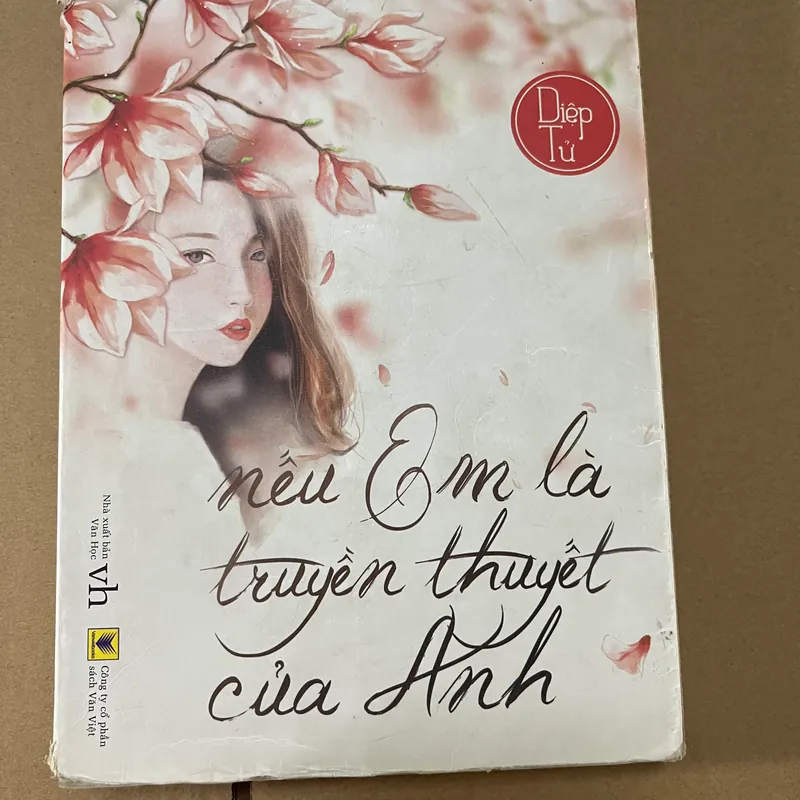 Diệp
Tử
nếu Em là
truyền thuyết
của Anh
Nhà xuất bản
Văn Học
vh
Công ty cổ phần
sách Văn Việt